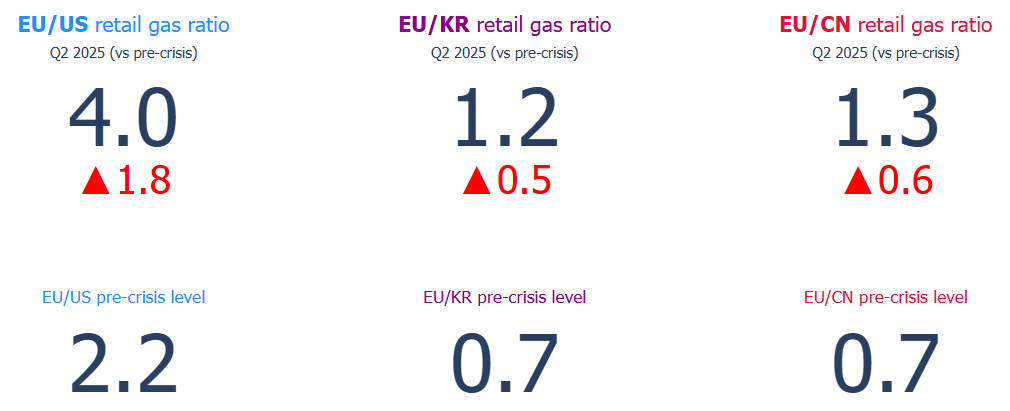 EU/US retail gas ratio
Q2 2025 (vs pre-crisis)
4.0
▲1.8
EU/KR retail gas ratio
Q2 2025 (vs pre-crisis)
1.2
▲0.5
EU/CN retail gas ratio
Q2 2025 (vs pre-crisis)
1.3
▲0.6
EU/US pre-crisis level
2.2
EU/KR pre-crisis level
0.7
EU/CN pre-crisis level
0.7